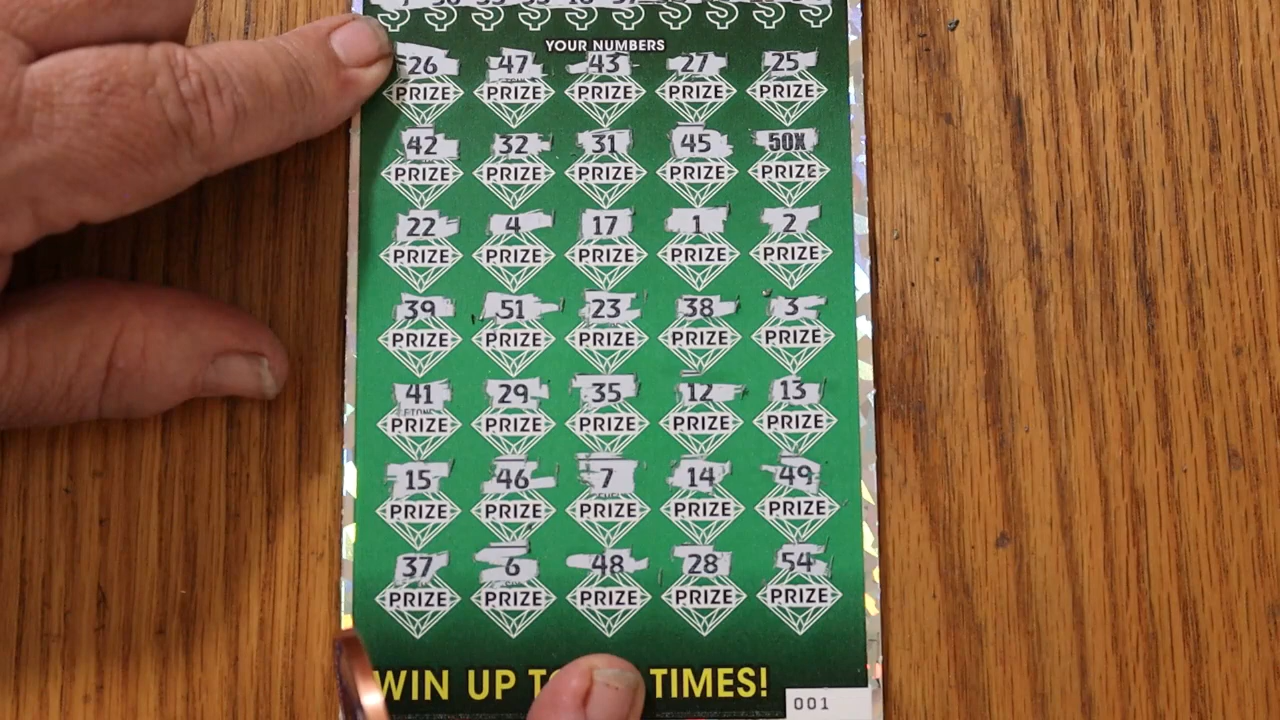 YOUR NUMBERS
26 47 43 27 25
PRIZE PRIZE PRIZE PRIZE PRIZE
42 32 31 45 50X
PRIZE PRIZE PRIZE PRIZE PRIZE
22 4 17 1 2
PRIZE PRIZE PRIZE PRIZE PRIZE
39 51 23 38 3
PRIZE PRIZE PRIZE PRIZE PRIZE
41 29 35 12 13
PRIZE PRIZE PRIZE PRIZE PRIZE
15 46 7 14 49
PRIZE PRIZE PRIZE PRIZE PRIZE
37 6 48 28 54
PRIZE PRIZE PRIZE PRIZE PRIZE
WIN UP TIMES!
001